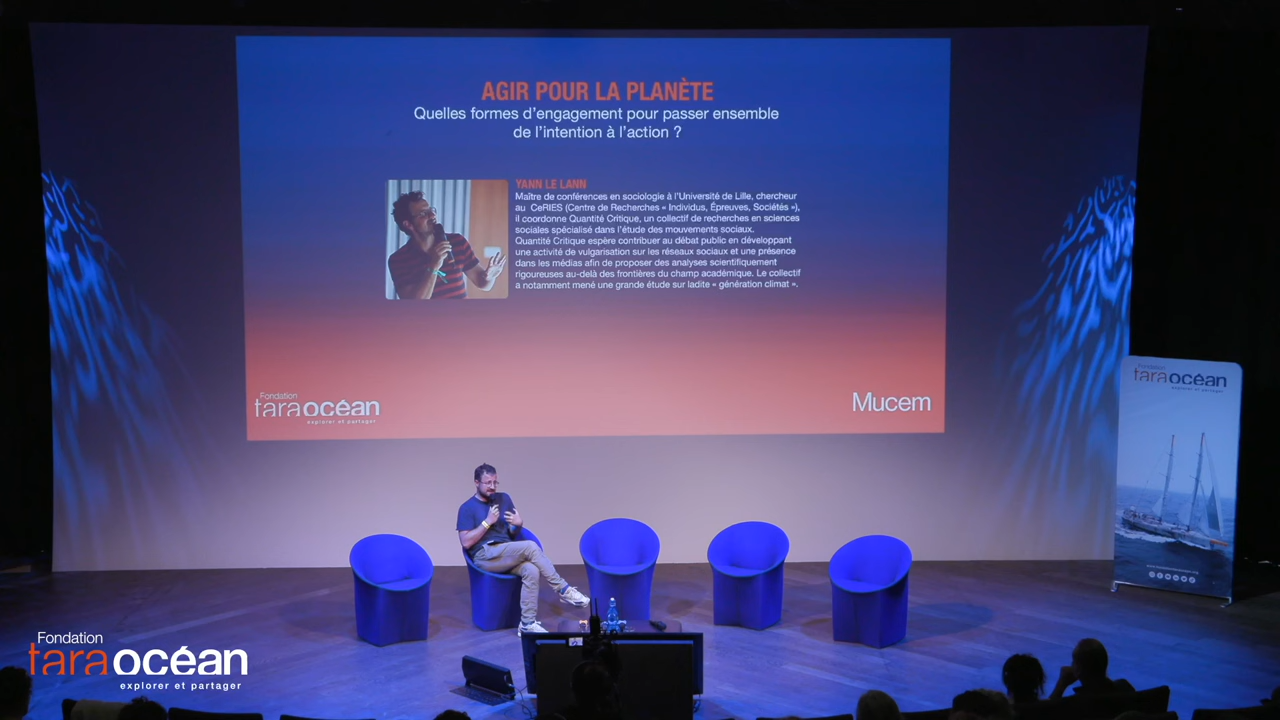 AGIR POUR LA PLANÈTE
Quelles formes d'engagement pour passer ensemble
de l'intention à l'action ?
YANN LE LANN
Maître de conférences en sociologie à l'Université de Lille, chercheur
au CeRIES (Centre de Recherches « Individus, Épreuves, Sociétés »),
il coordonne Quantité Critique, un collectif de recherches en sciences
sociales spécialisé dans l'étude des mouvements sociaux.
Quantité Critique espère contribuer au débat public en développant
une activité de vulgarisation sur les réseaux sociaux et une présence
dans les médias afin de proposer des analyses scientifiquement
rigoureuses au-delà des frontières du champ académique. Le collectif
a notamment mené une grande étude sur ladite « génération climat ».
Fondation
taraocéan
explorer et partager
Mucem
Fondation
taraocéan
explorer et partager
Fondation
taraocéan
explorer et partager